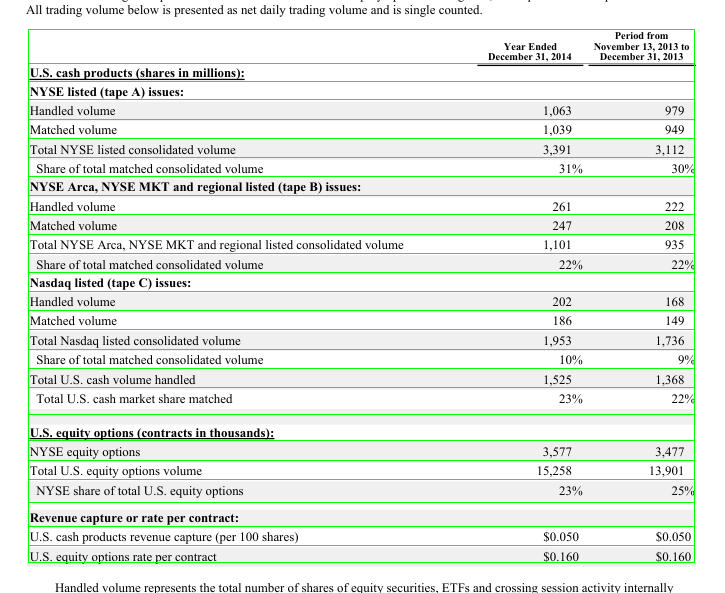 All trading volume below is presented as net daily trading volume and is single counted.
Year Ended December 31, 2014
Period from November 13, 2013 to December 31, 2013
U.S. cash products (shares in millions):
NYSE listed (tape A) issues:
Handled volume 1,063 979
Matched volume 1,039 949
Total NYSE listed consolidated volume 3,391 3,112
Share of total matched consolidated volume 31% 30%
NYSE Arca, NYSE MKT and regional listed (tape B) issues:
Handled volume 261 222
Matched volume 247 208
Total NYSE Arca, NYSE MKT and regional listed consolidated volume 1,101 935
Share of total matched consolidated volume 22% 22%
Nasdaq listed (tape C) issues:
Handled volume 202 168
Matched volume 186 149
Total Nasdaq listed consolidated volume 1,953 1,736
Share of total matched consolidated volume 10% 9%
Total U.S. cash volume handled 1,525 1,368
Total U.S. cash market share matched 23% 22%
U.S. equity options (contracts in thousands):
NYSE equity options 3,577 3,477
Total U.S. equity options volume 15,258 13,901
NYSE share of total U.S. equity options 23% 25%
Revenue capture or rate per contract:
U.S. cash products revenue capture (per 100 shares) $0.050 $0.050
U.S. equity options rate per contract $0.160 $0.160
Handled volume represents the total number of shares of equity securities, ETFs and crossing session activity internally